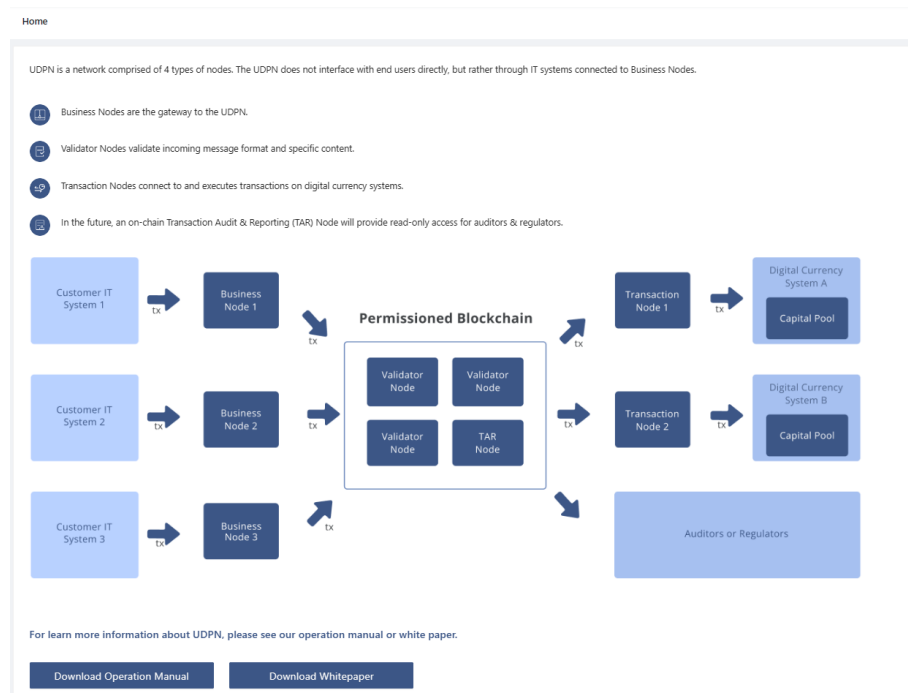 Home
UDPN is a network comprised of 4 types of nodes. The UDPN does not interface with end users directly, but rather through IT systems connected to Business Nodes.
Business Nodes are the gateway to the UDPN.
Validator Nodes validate incoming message format and specific content.
Transaction Nodes connect to and executes transactions on digital currency systems.
In the future, an on-chain Transaction Audit & Reporting (TAR) Node will provide read-only access for auditors & regulators.
Customer IT
System 1
tx
Business
Node 1
tx
Permissioned Blockchain
Validator
Node
Validator
Node
Validator
Node
TAR
Node
tx
Transaction
Node 1
tx
Digital Currency
System A
Capital Pool
Customer IT
System 2
tx
Business
Node 2
tx
tx
Transaction
Node 2
tx
Digital Currency
System B
Capital Pool
Customer IT
System 3
tx
Business
Node 3
tx
Auditors or Regulators
For learn more information about UDPN, please see our operation manual or white paper.
Download Operation Manual
Download Whitepaper